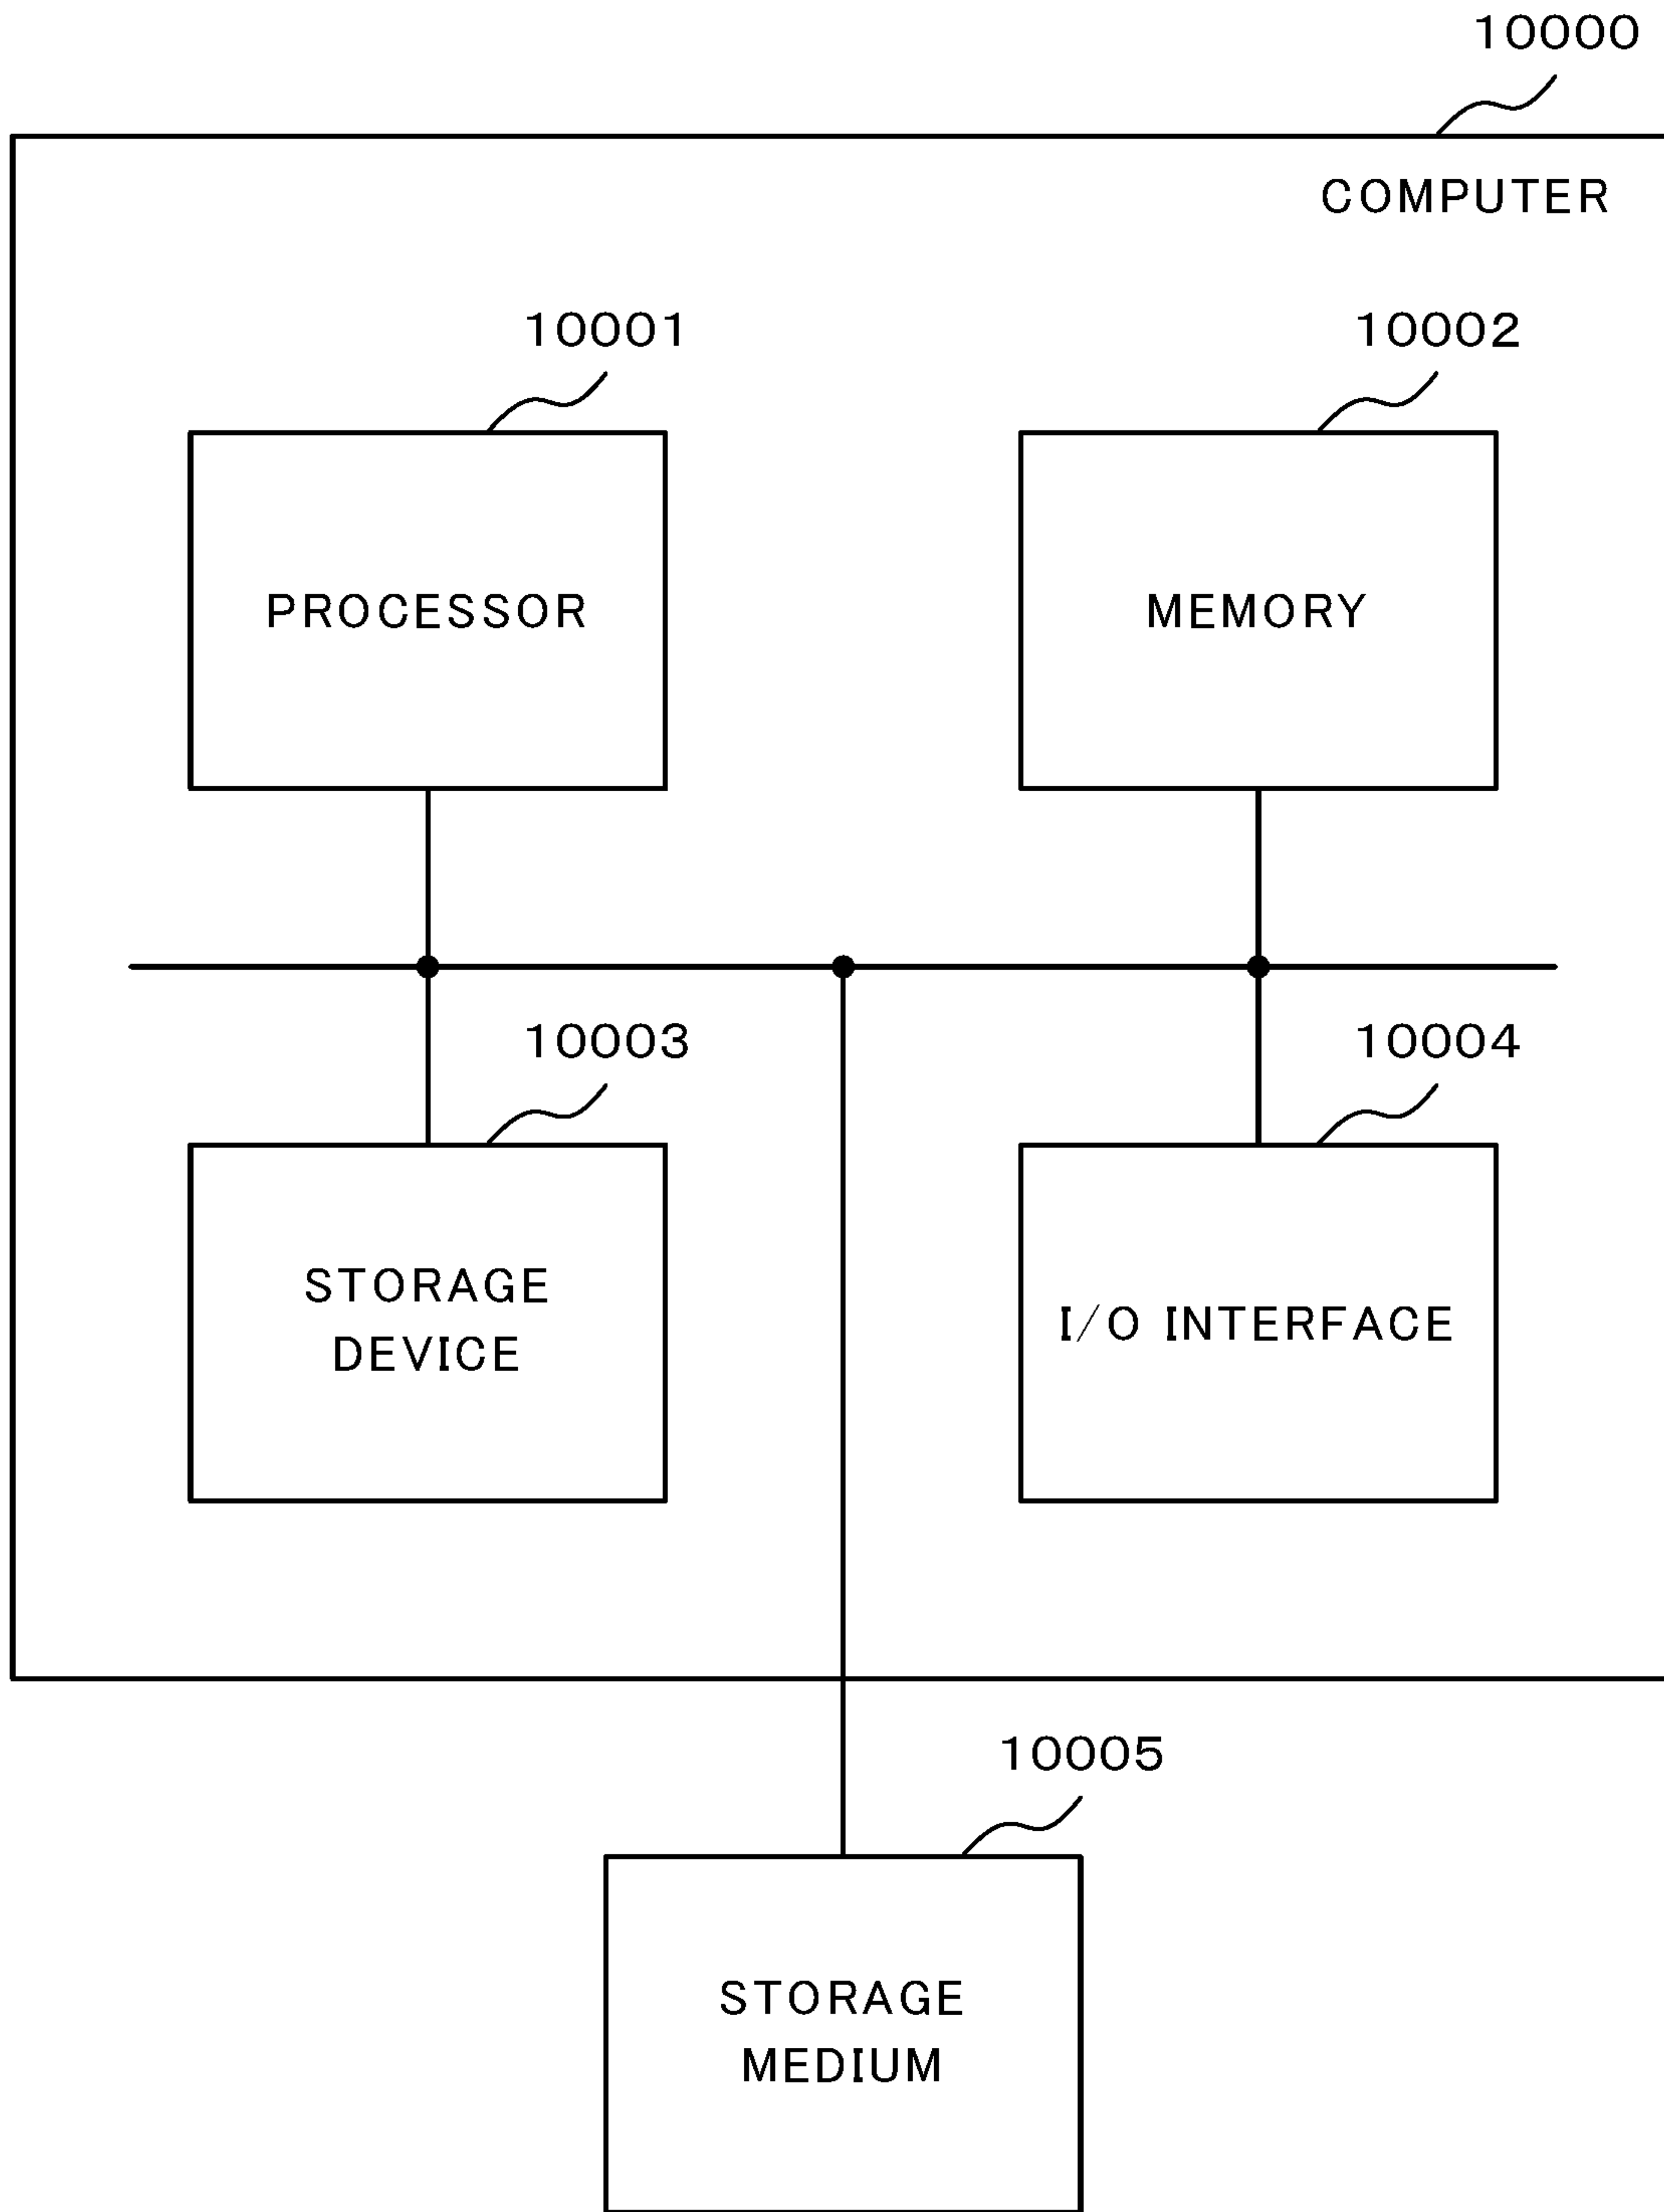 10000
COMPUTER
10001
10002
PROCESSOR
MEMORY
10003
10004
STORAGE
DEVICE
I/O INTERFACE
10005
STORAGE
MEDIUM